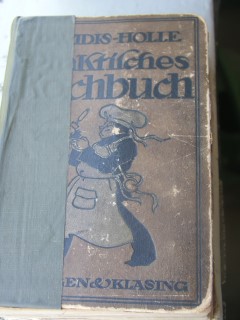 IDIS-HOLLE
aktisches
ochbuch
GEN & KLASING